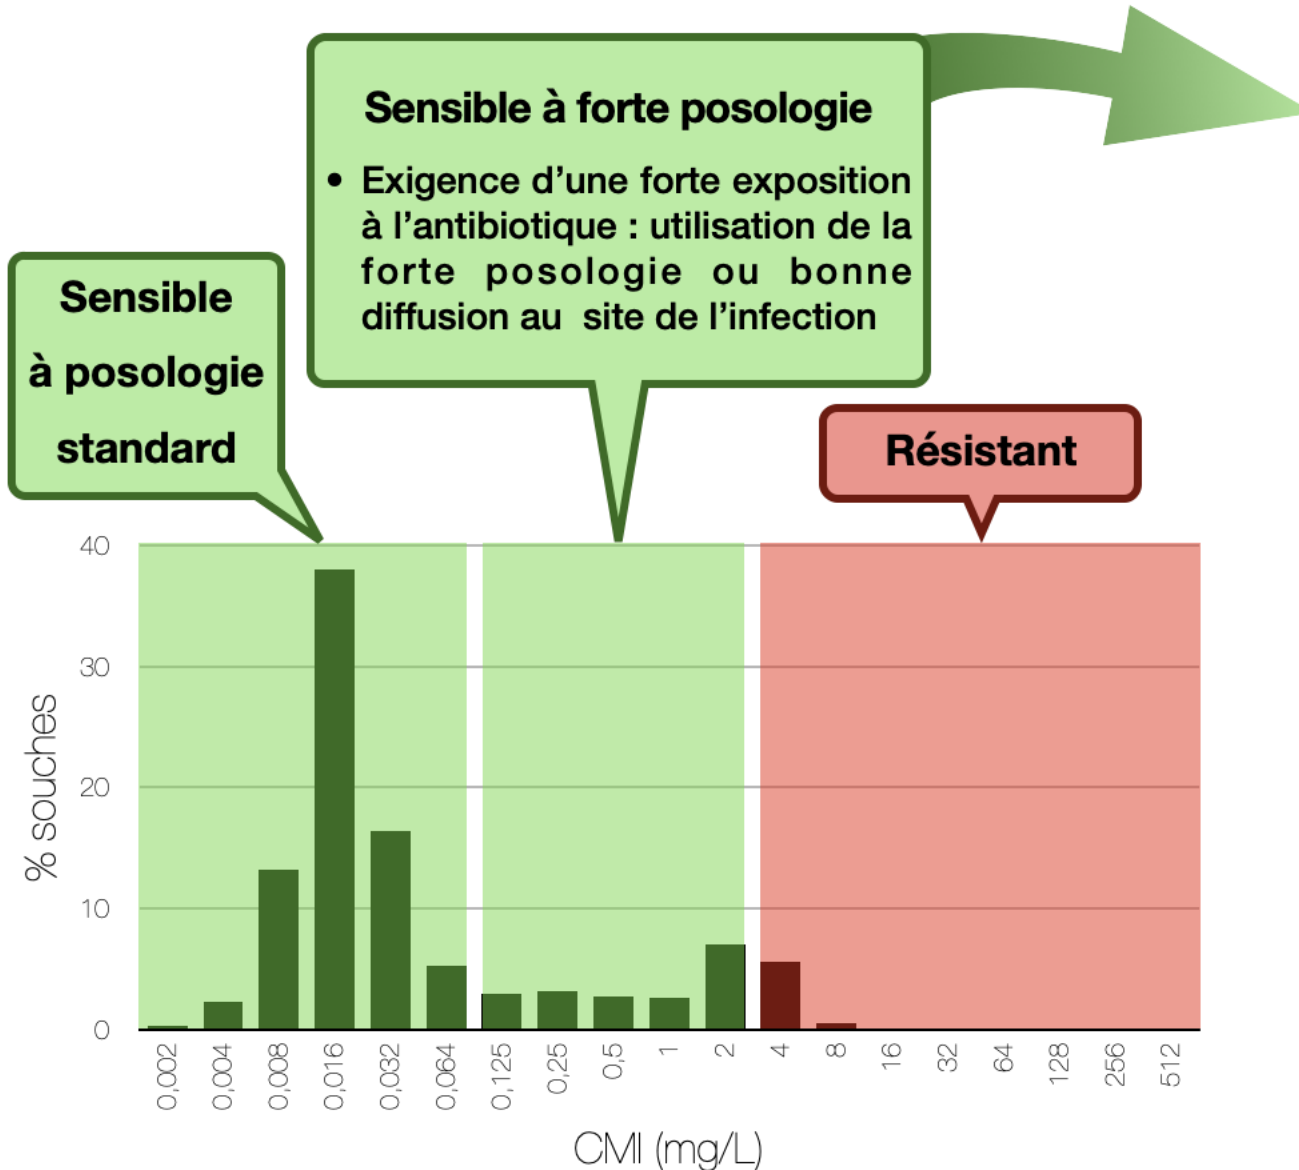 Sensible à forte posologie
• Exigence d'une forte exposition
à l'antibiotique : utilisation de la
forte posologie ou bonne
diffusion au site de l'infection
Sensible
à posologie
standard
Résistant
% souches
40
30
20
10
0
0,002
0,004
0,008
0,016
0,032
0,064
0,125
0,25
0,5
1
2
4
8
16
32
64
128
256
512
CMI (mg/L)